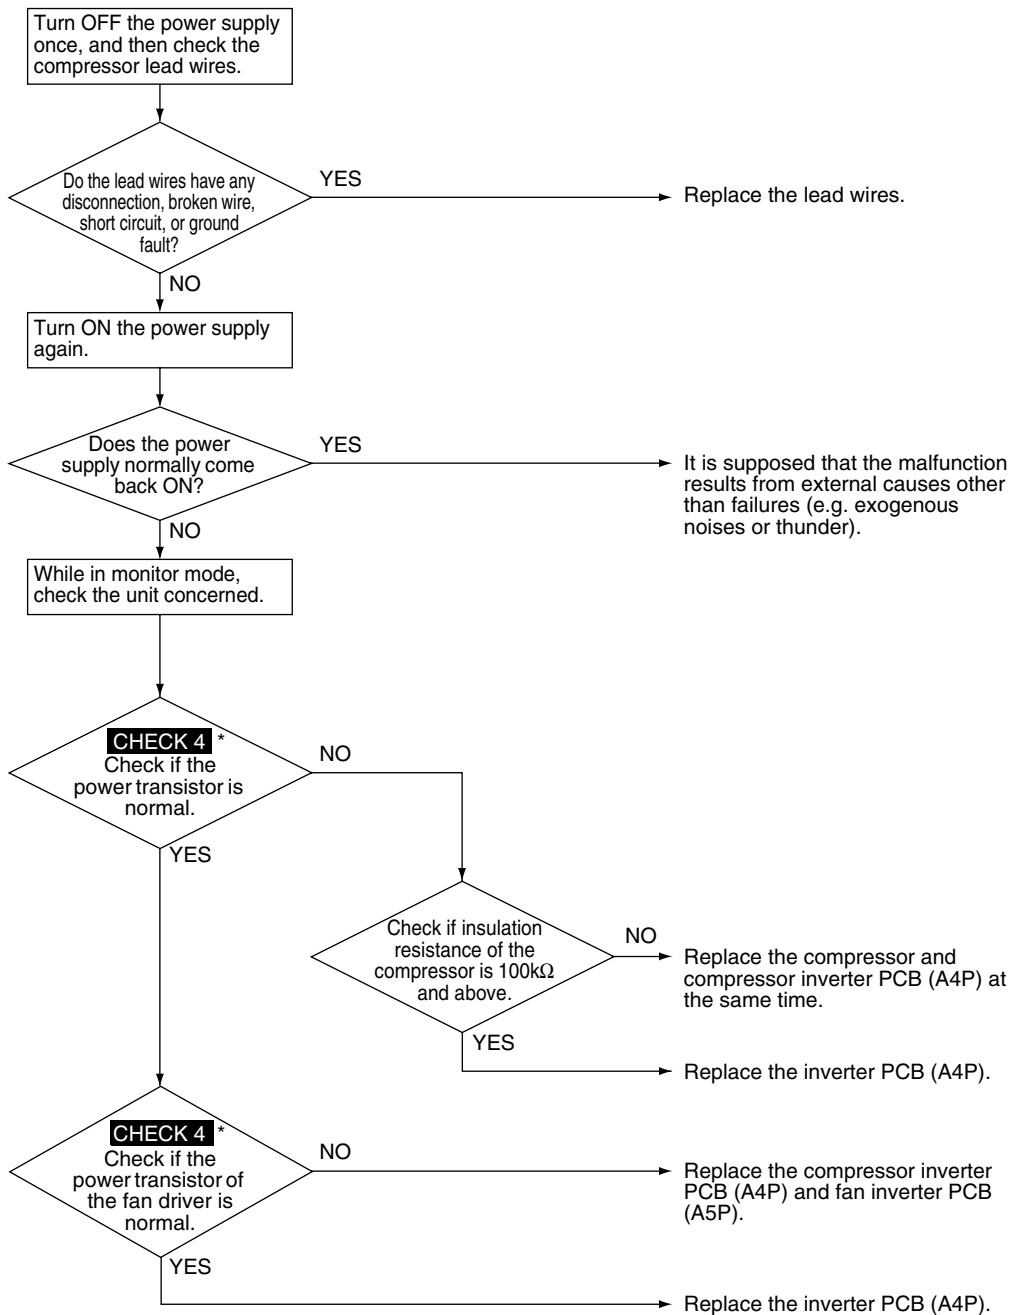 Turn OFF the power supply
once, and then check the
compressor lead wires.
Do the lead wires have any
disconnection, broken wire,
short circuit, or ground
fault?
YES
Replace the lead wires.
NO
Turn ON the power supply
again.
Does the power
supply normally come
back ON?
YES
It is supposed that the malfunction
results from external causes other
than failures (e.g. exogenous
noises or thunder).
NO
While in monitor mode,
check the unit concerned.
CHECK 4 *
Check if the
power transistor is
normal.
NO
YES
Check if insulation
resistance of the
compressor is 100kΩ
and above.
NO
Replace the compressor and
compressor inverter PCB (A4P) at
the same time.
YES
Replace the inverter PCB (A4P).
CHECK 4 *
Check if the
power transistor of
the fan driver is
normal.
NO
Replace the compressor inverter
PCB (A4P) and fan inverter PCB
(A5P).
YES
Replace the inverter PCB (A4P).